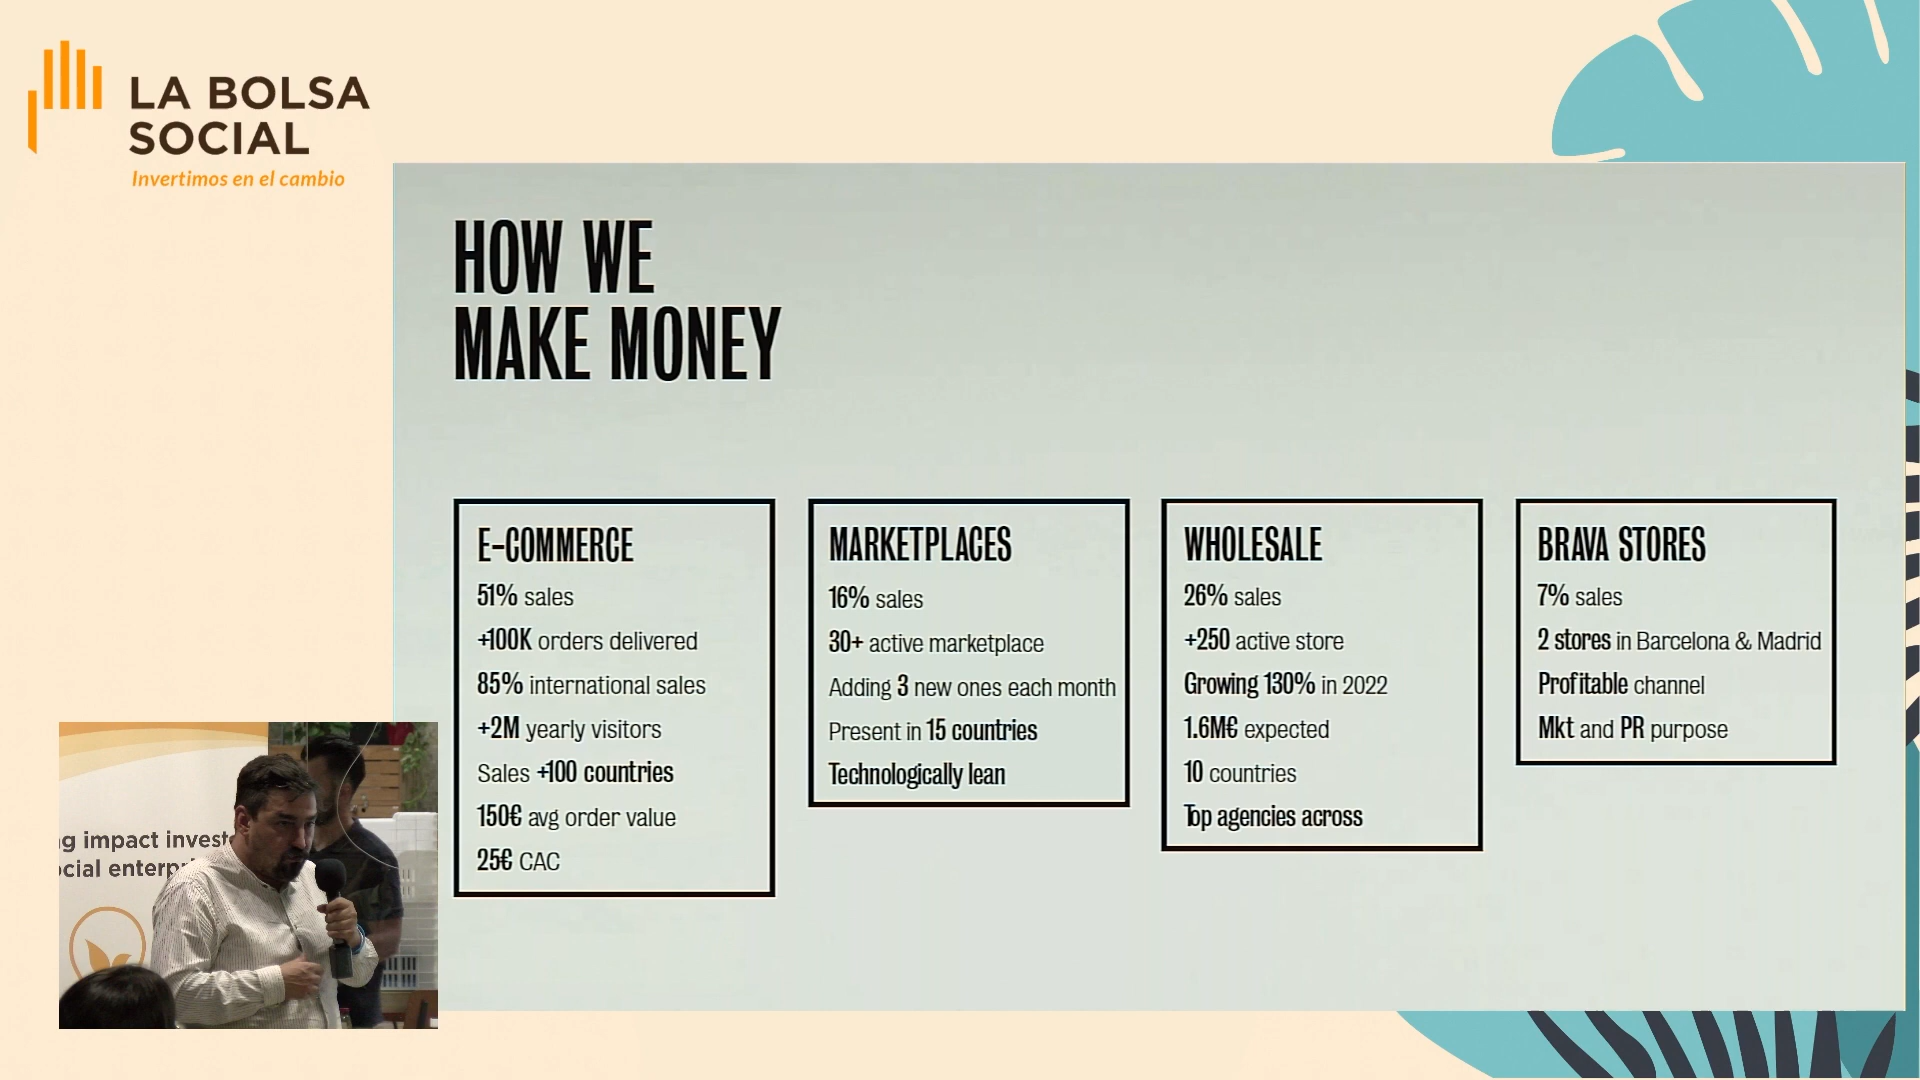 LA BOLSA
SOCIAL
Invertimos en el cambio
HOW WE
MAKE MONEY
E-COMMERCE
51% sales
+100K orders delivered
85% international sales
+2M yearly visitors
Sales +100 countries
150€ avg order value
25€ CAC
MARKETPLACES
16% sales
30+ active marketplace
Adding 3 new ones each month
Present in 15 countries
Technologically lean
WHOLESALE
26% sales
+250 active store
Growing 130% in 2022
1.6M€ expected
10 countries
Top agencies across
BRAVA STORES
7% sales
2 stores in Barcelona & Madrid
Profitable channel
Mkt and PR purpose
impact